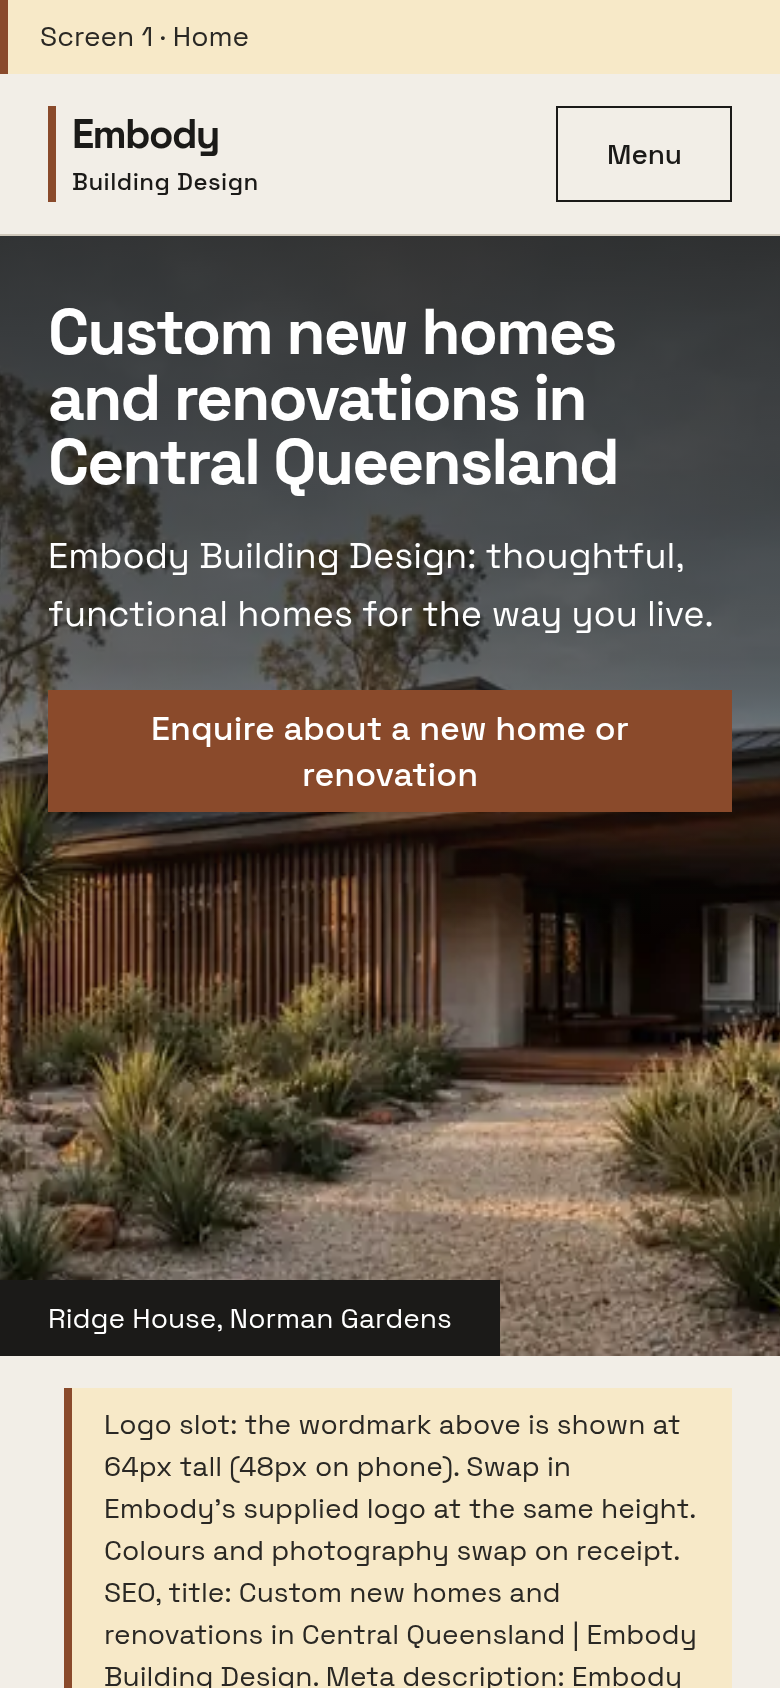 Screen 1 · Home
Embody
Building Design
Menu
Custom new homes
and renovations in
Central Queensland
Embody Building Design: thoughtful,
functional homes for the way you live.
Enquire about a new home or
renovation
Ridge House, Norman Gardens
Logo slot: the wordmark above is shown at
64px tall (48px on phone). Swap in
Embody’s supplied logo at the same height.
Colours and photography swap on receipt.
SEO, title: Custom new homes and
renovations in Central Queensland | Embody
Building Design. Meta description: Embody